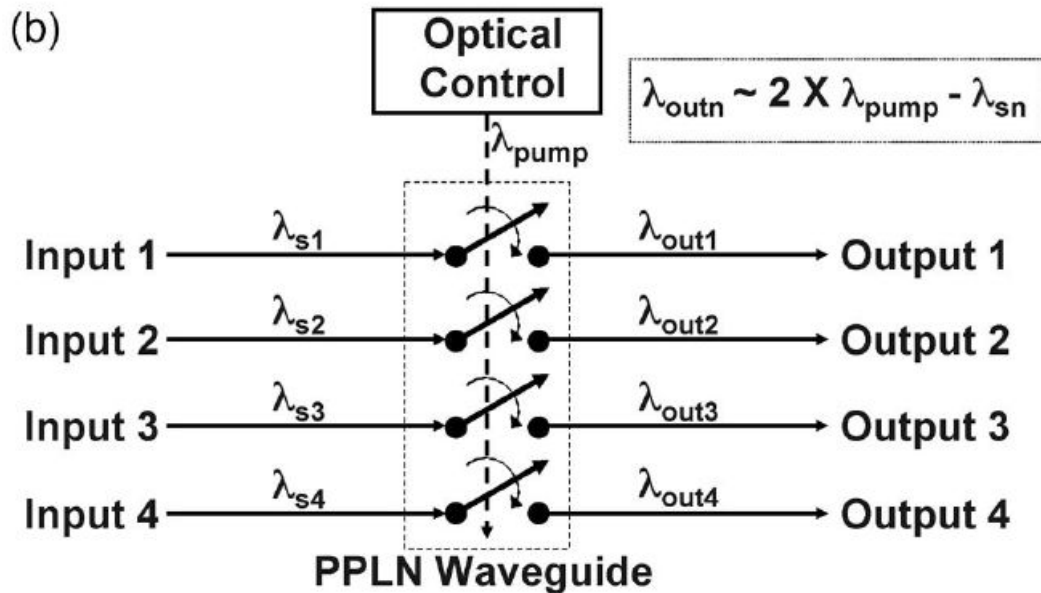 (b)
Optical
Control
λoutn ~ 2 X λpump - λsn
λpump
Input 1 λs1 λout1 Output 1
Input 2 λs2 λout2 Output 2
Input 3 λs3 λout3 Output 3
Input 4 λs4 λout4 Output 4
PPLN Waveguide